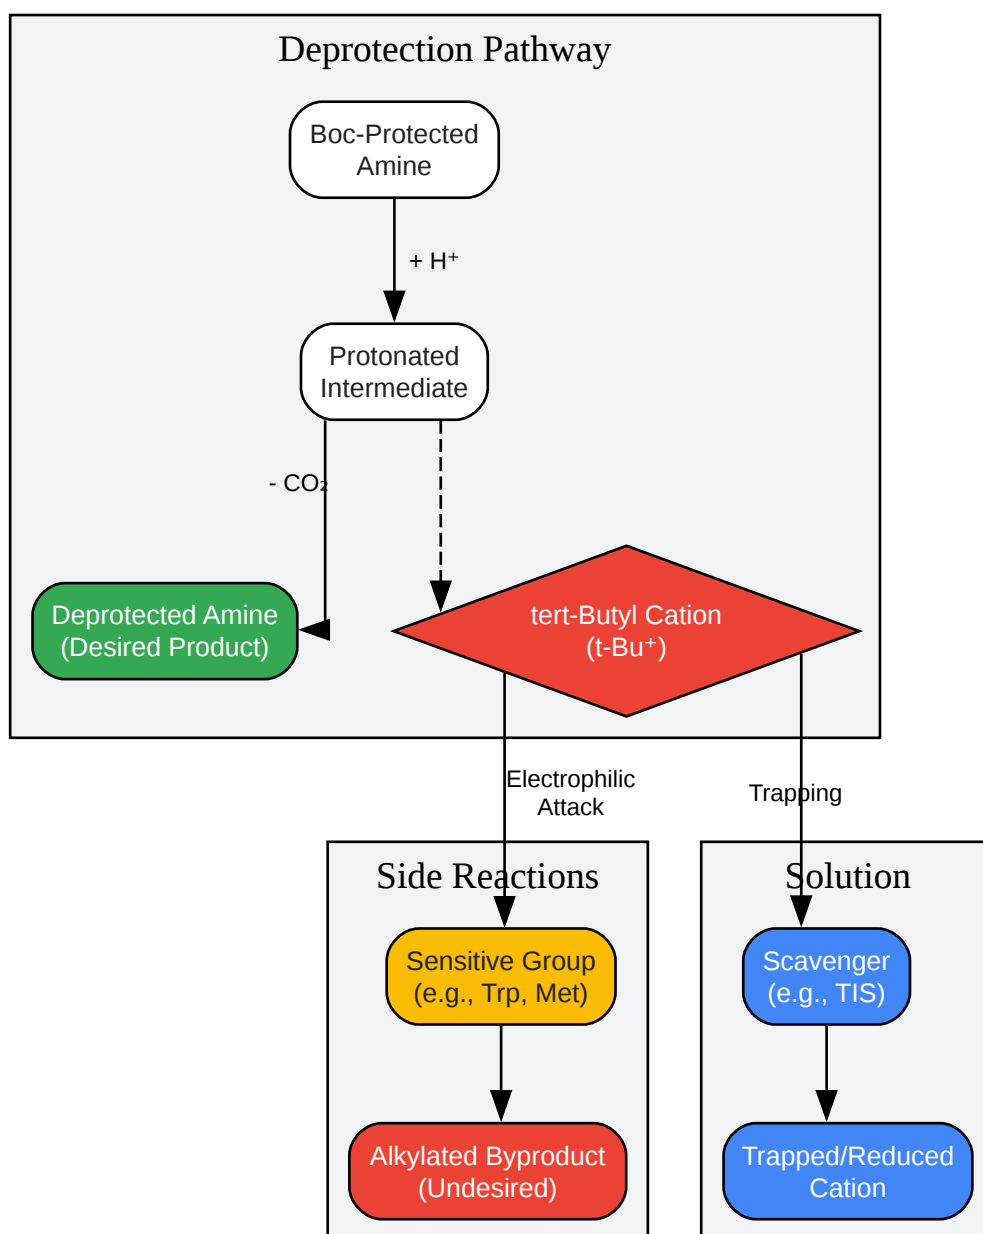 Deprotection Pathway
Boc-Protected
Amine
+ H⁺
Protonated
Intermediate
- CO₂
Deprotected Amine
(Desired Product)
tert-Butyl Cation
(t-Bu⁺)
Electrophilic
Attack
Trapping
Side Reactions
Solution
Sensitive Group
(e.g., Trp, Met)
Scavenger
(e.g., TIS)
Alkylated Byproduct
(Undesired)
Trapped/Reduced
Cation